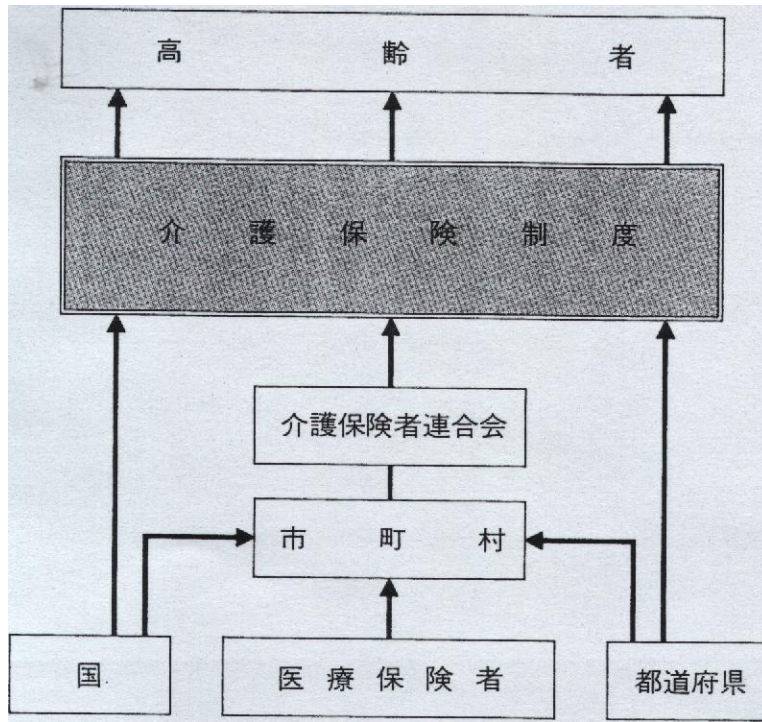 高齢者
介護保険制度
介護保険者連合会
市町村
国
医療保険者
都道府県